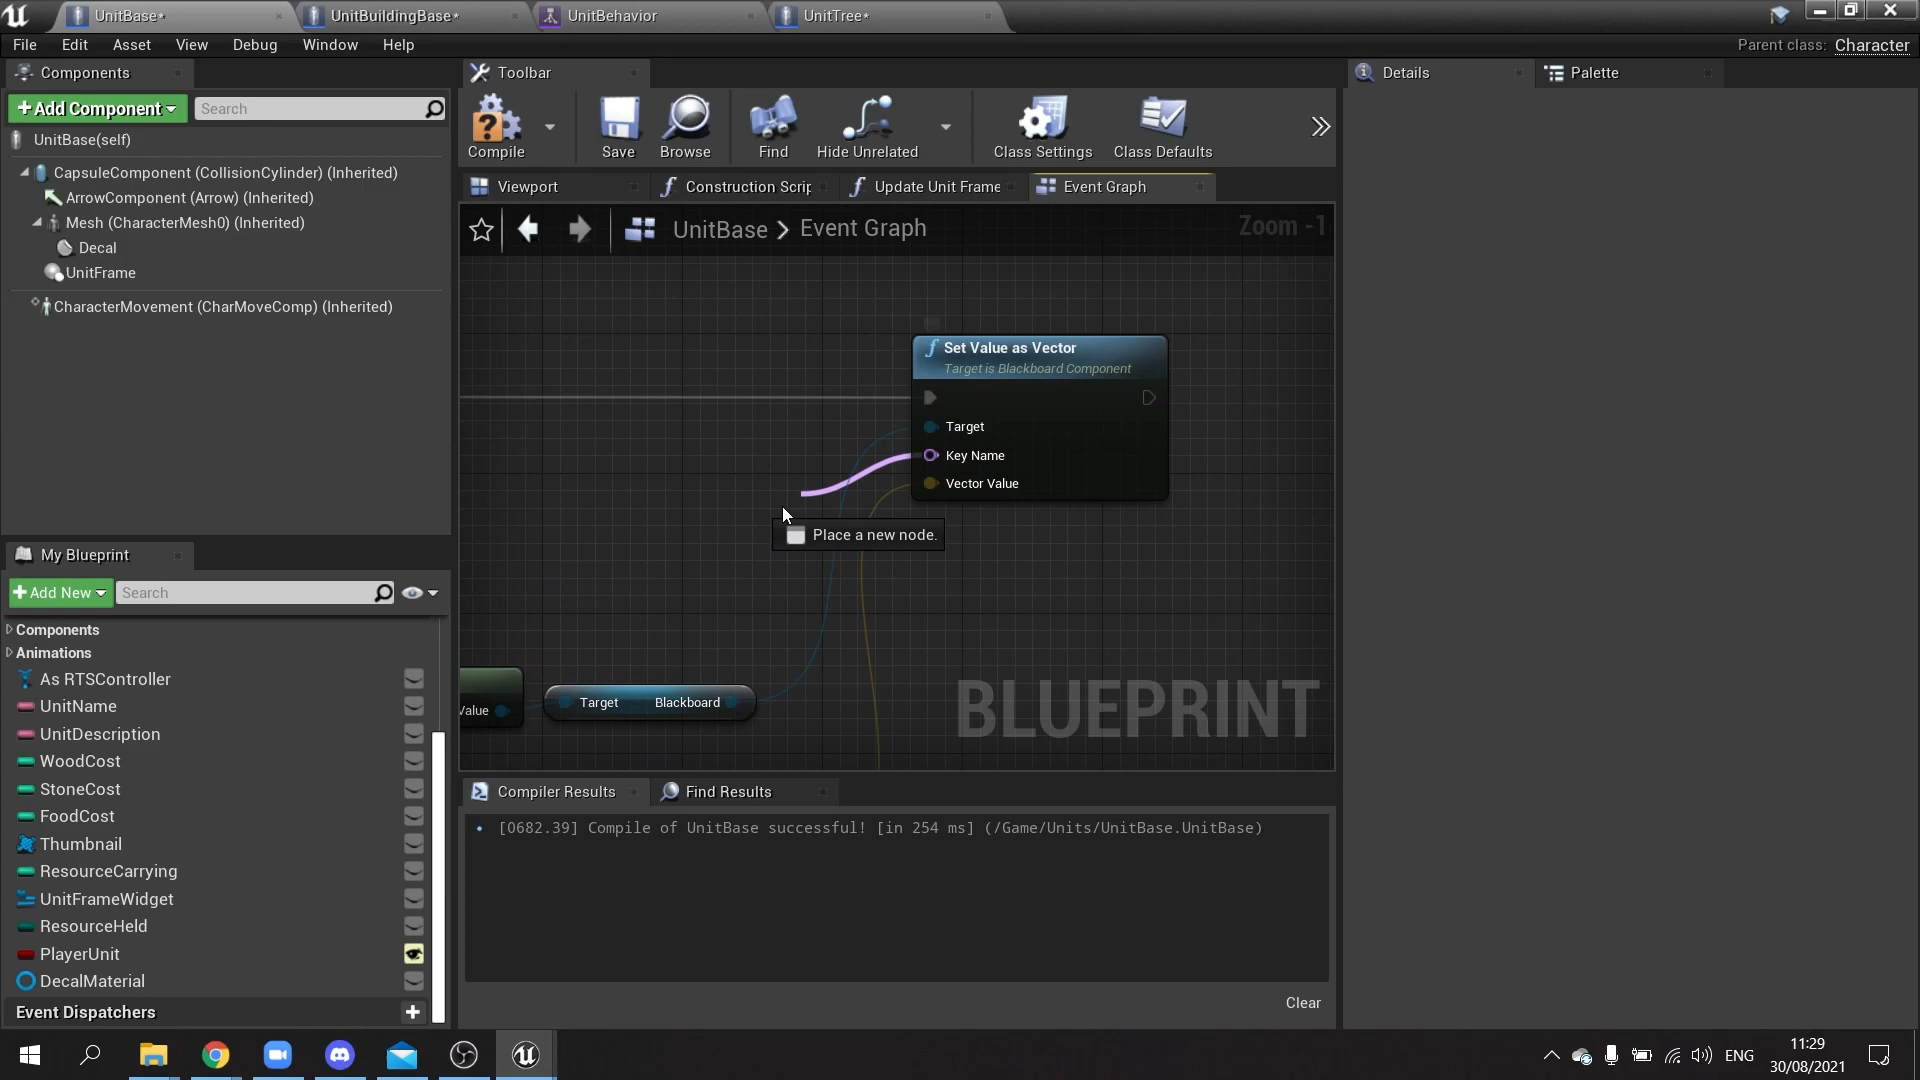 UnitBase*
UnitBuildingBase*
UnitBehavior
UnitTree*
File Edit Asset View Debug Window Help
Parent class: Character
Components
Toolbar
Details
Palette
+ Add Component
Search
Compile
Save
Browse
Find
Hide Unrelated
Class Settings
Class Defaults
UnitBase(self)
CapsuleComponent (CollisionCylinder) (Inherited)
ArrowComponent (Arrow) (Inherited)
Mesh (CharacterMesh0) (Inherited)
Decal
UnitFrame
CharacterMovement (CharMoveComp) (Inherited)
Viewport
Construction Scrip
Update Unit Frame
Event Graph
UnitBase > Event Graph
Zoom -1
Set Value as Vector
Target is Blackboard Component
Target
Key Name
Vector Value
Place a new node.
Value
Target Blackboard
BLUEPRINT
My Blueprint
+ Add New
Search
Components
Animations
As RTSController
UnitName
UnitDescription
WoodCost
StoneCost
FoodCost
Thumbnail
ResourceCarrying
UnitFrameWidget
ResourceHeld
PlayerUnit
DecalMaterial
Event Dispatchers
Compiler Results
Find Results
[0682.39] Compile of UnitBase successful! [in 254 ms] (/Game/Units/UnitBase.UnitBase)
Clear
ENG
11:29
30/08/2021